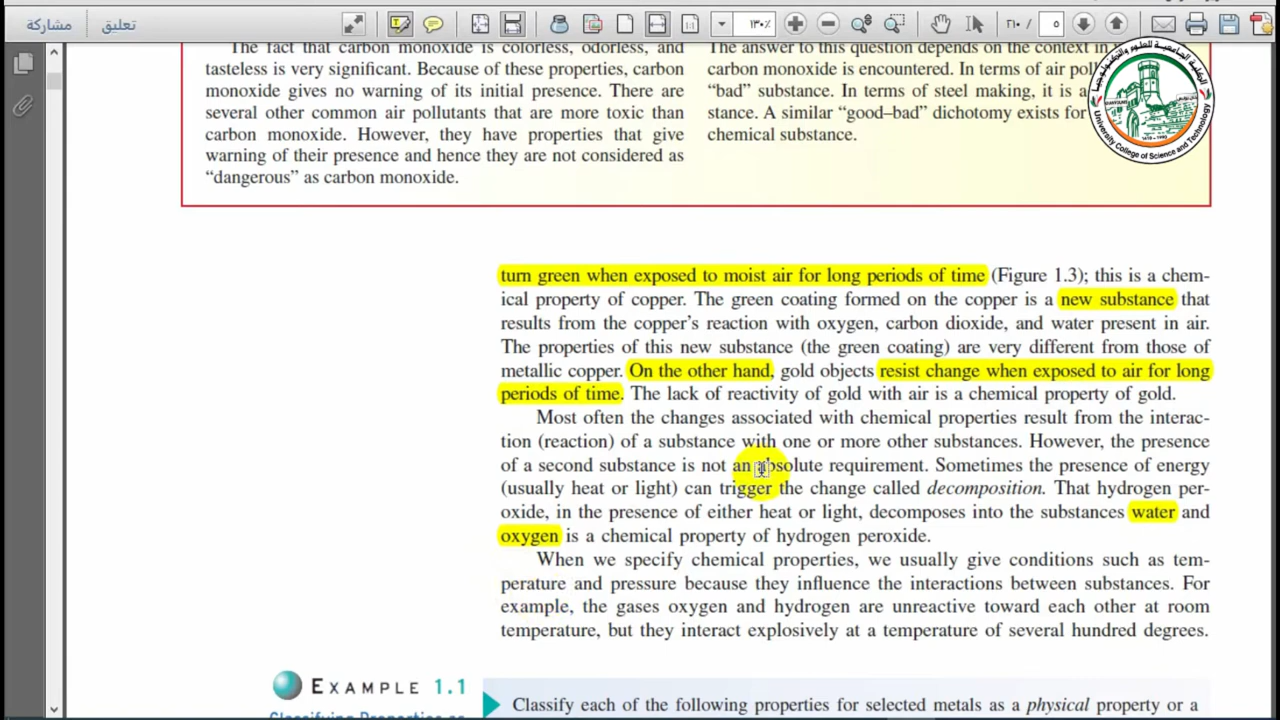 مشاركة
تعليق
١٣٠٪
٢١٠ /
٥
The fact that carbon monoxide is colorless, odorless, and
tasteless is very significant. Because of these properties, carbon
monoxide gives no warning of its initial presence. There are
several other common air pollutants that are more toxic than
carbon monoxide. However, they have properties that give
warning of their presence and hence they are not considered as
“dangerous” as carbon monoxide.
The answer to this question depends on the context in
carbon monoxide is encountered. In terms of air pol
“bad” substance. In terms of steel making, it is a
stance. A similar “good–bad” dichotomy exists for
chemical substance.
University College of Science and Technology
turn green when exposed to moist air for long periods of time (Figure 1.3); this is a chem-
ical property of copper. The green coating formed on the copper is a new substance that
results from the copper’s reaction with oxygen, carbon dioxide, and water present in air.
The properties of this new substance (the green coating) are very different from those of
metallic copper. On the other hand, gold objects resist change when exposed to air for long
periods of time. The lack of reactivity of gold with air is a chemical property of gold.
Most often the changes associated with chemical properties result from the interac-
tion (reaction) of a substance with one or more other substances. However, the presence
of a second substance is not an absolute requirement. Sometimes the presence of energy
(usually heat or light) can trigger the change called decomposition. That hydrogen per-
oxide, in the presence of either heat or light, decomposes into the substances water and
oxygen is a chemical property of hydrogen peroxide.
When we specify chemical properties, we usually give conditions such as tem-
perature and pressure because they influence the interactions between substances. For
example, the gases oxygen and hydrogen are unreactive toward each other at room
temperature, but they interact explosively at a temperature of several hundred degrees.
EXAMPLE 1.1
Classify each of the following properties for selected metals as a physical property or a